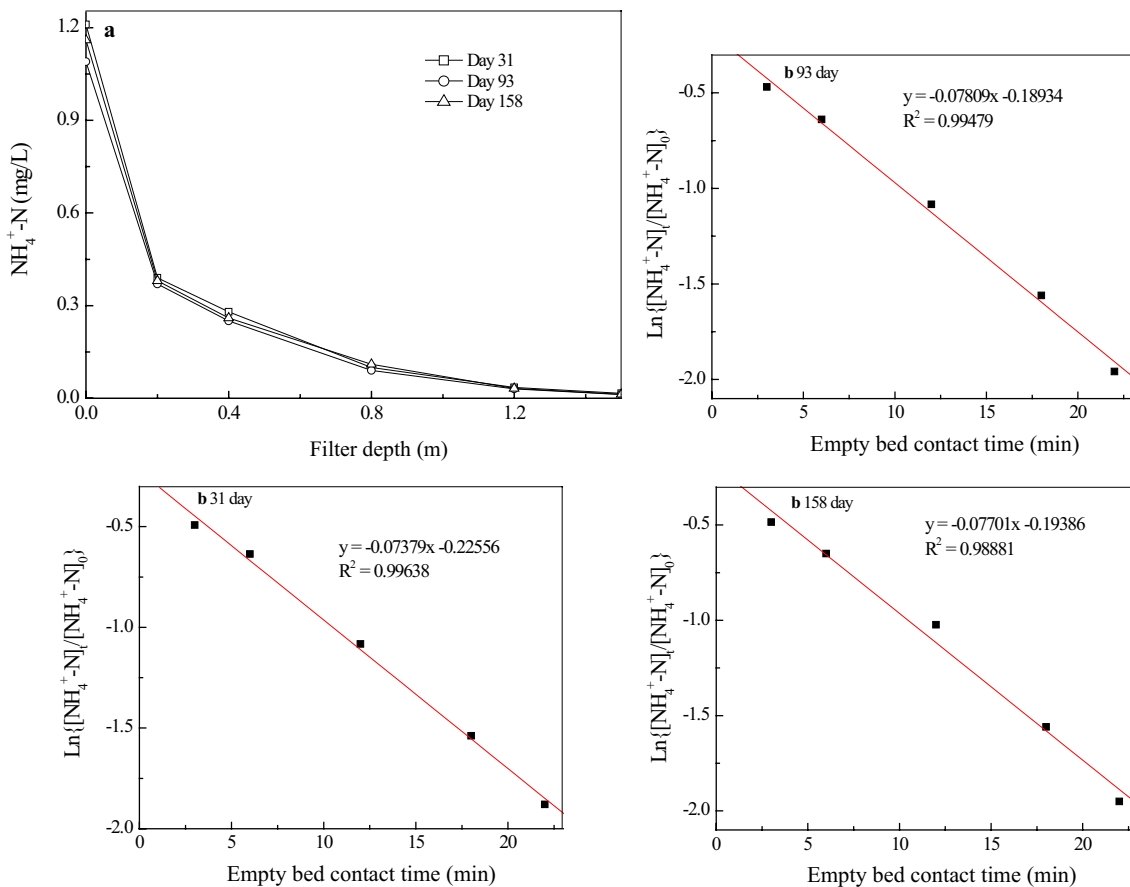 a
1.2
0.9
0.6
0.3
0.0
NH₄⁺-N (mg/L)
Day 31
Day 93
Day 158
0.0 0.4 0.8 1.2
Filter depth (m)
b 93 day
y = -0.07809x -0.18934
R² = 0.99479
-0.5
-1.0
-1.5
-2.0
Ln{[NH₄⁺-N]ₜ/[NH₄⁺-N]₀}
0 5 10 15 20
Empty bed contact time (min)
b 31 day
y = -0.07379x -0.22556
R² = 0.99638
-0.5
-1.0
-1.5
-2.0
Ln{[NH₄⁺-N]ₜ/[NH₄⁺-N]₀}
0 5 10 15 20
Empty bed contact time (min)
b 158 day
y = -0.07701x -0.19386
R² = 0.98881
-0.5
-1.0
-1.5
-2.0
Ln{[NH₄⁺-N]ₜ/[NH₄⁺-N]₀}
0 5 10 15 20
Empty bed contact time (min)